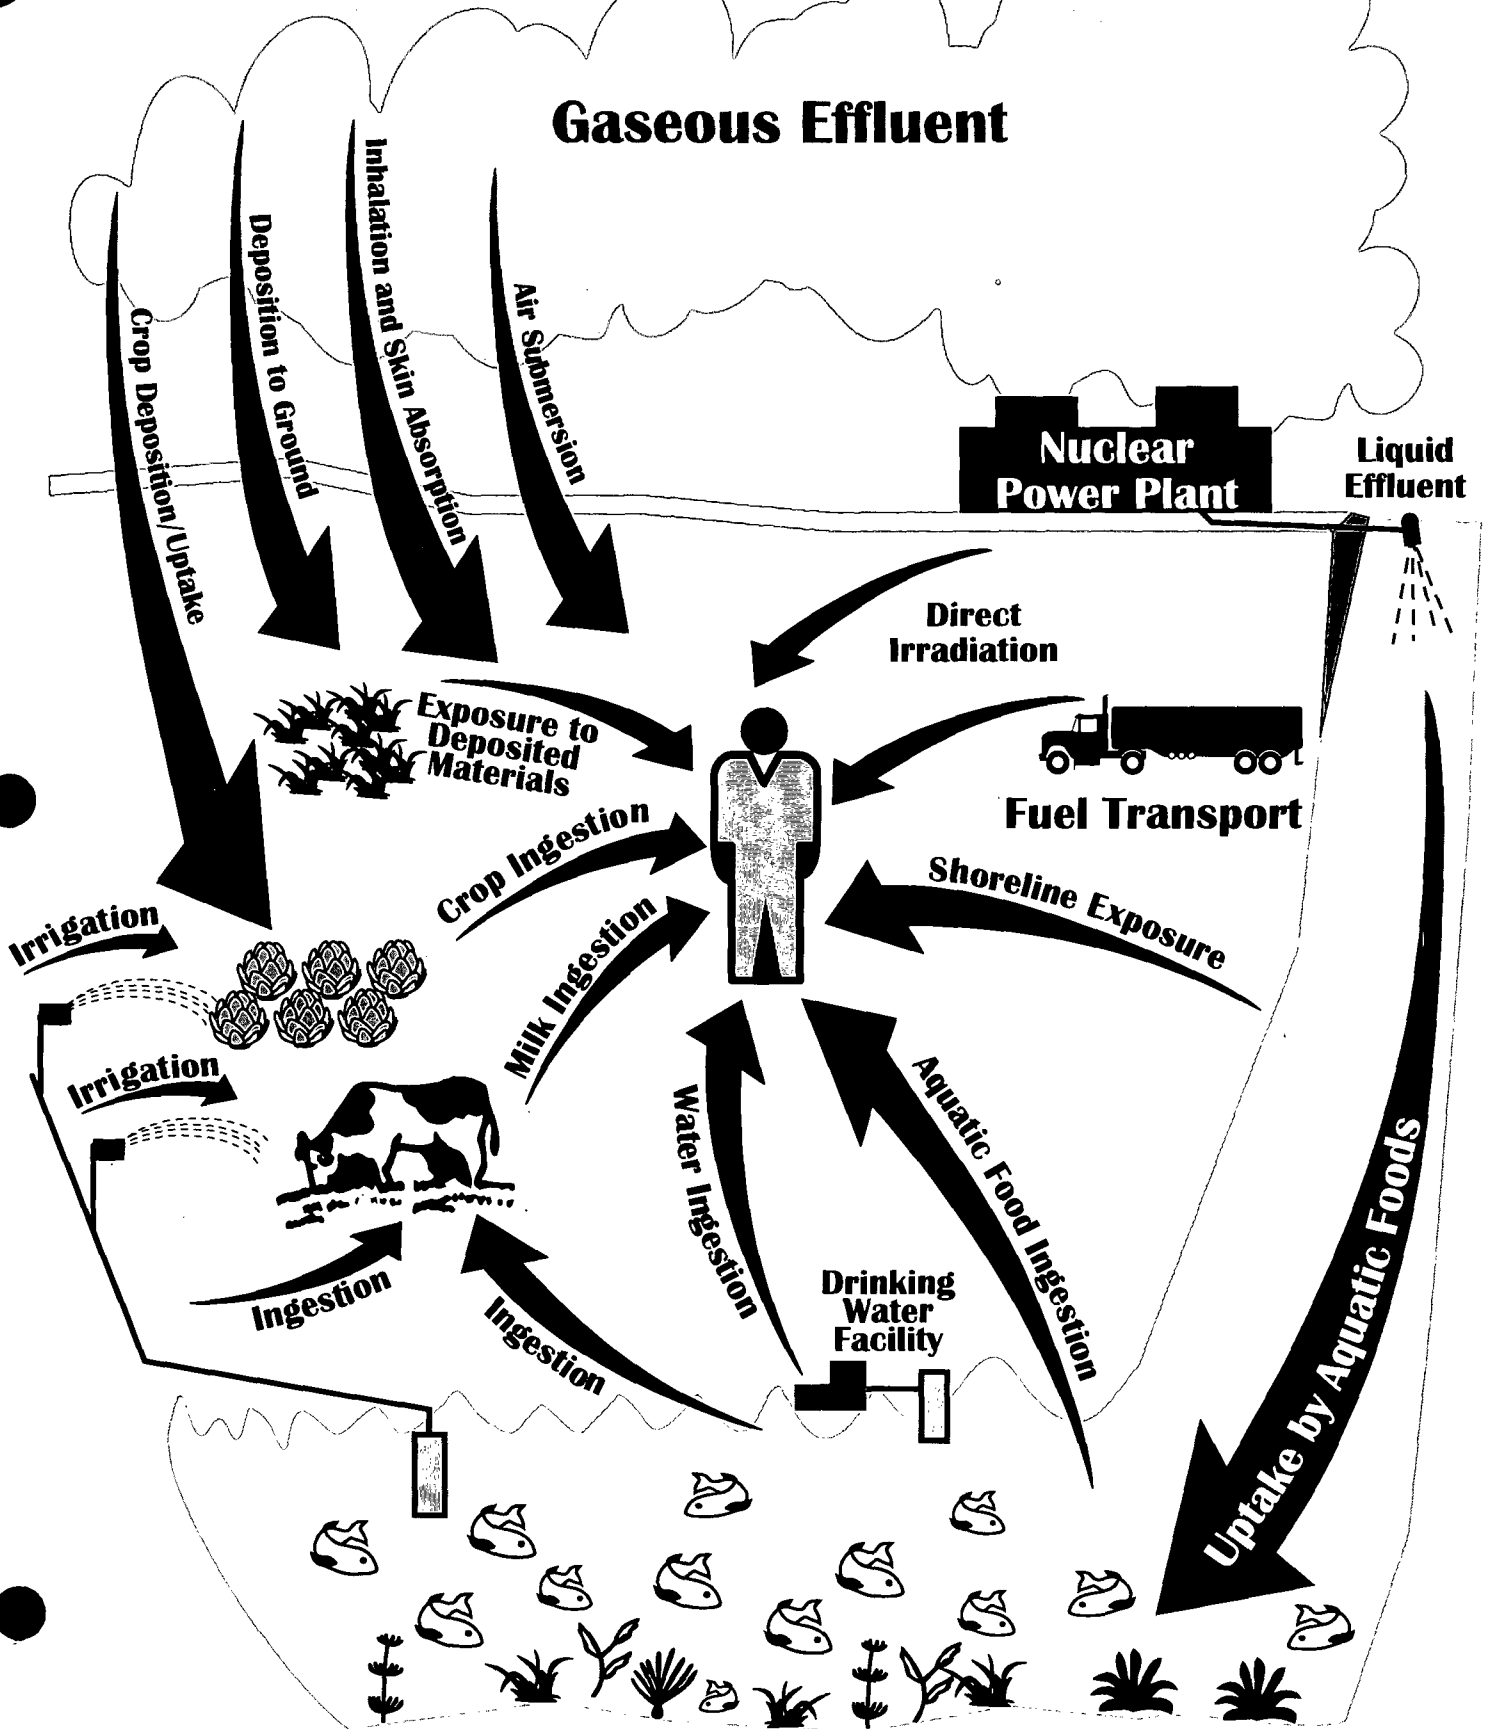 Gaseous Effluent
Crop Deposition/Uptake
Deposition to Ground
Inhalation and Skin Absorption
Air Submersion
Nuclear
Power Plant
Liquid
Effluent
Direct
Irradiation
Exposure to
Deposited
Materials
Fuel Transport
Crop Ingestion
Shoreline Exposure
Irrigation
Milk Ingestion
Irrigation
Water Ingestion
Aquatic Food Ingestion
Uptake by Aquatic Foods
Ingestion
Ingestion
Drinking
Water
Facility